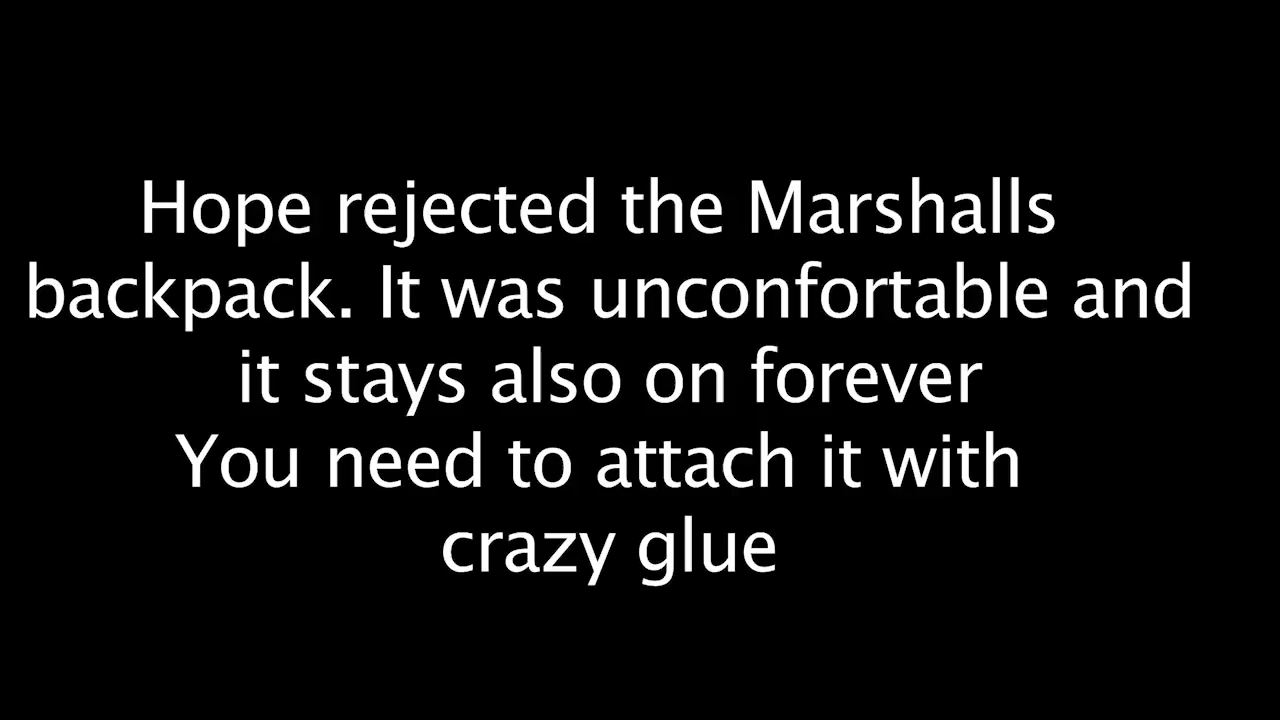 Hope rejected the Marshalls
backpack. It was unconfortable and
it stays also on forever
You need to attach it with
crazy glue